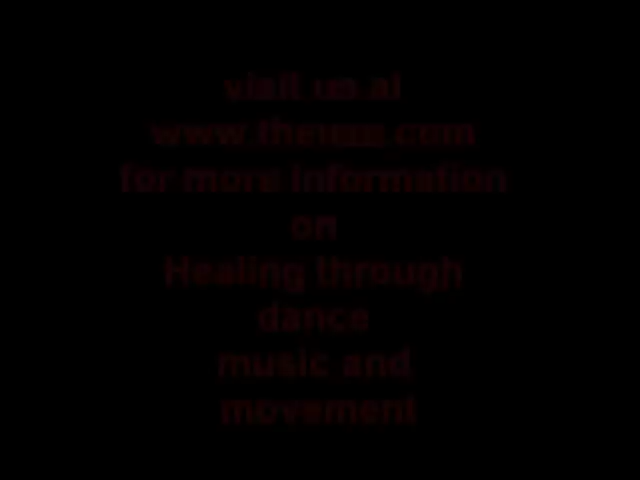 visit us at
for more information
on
Healing through
dance
music and
movement